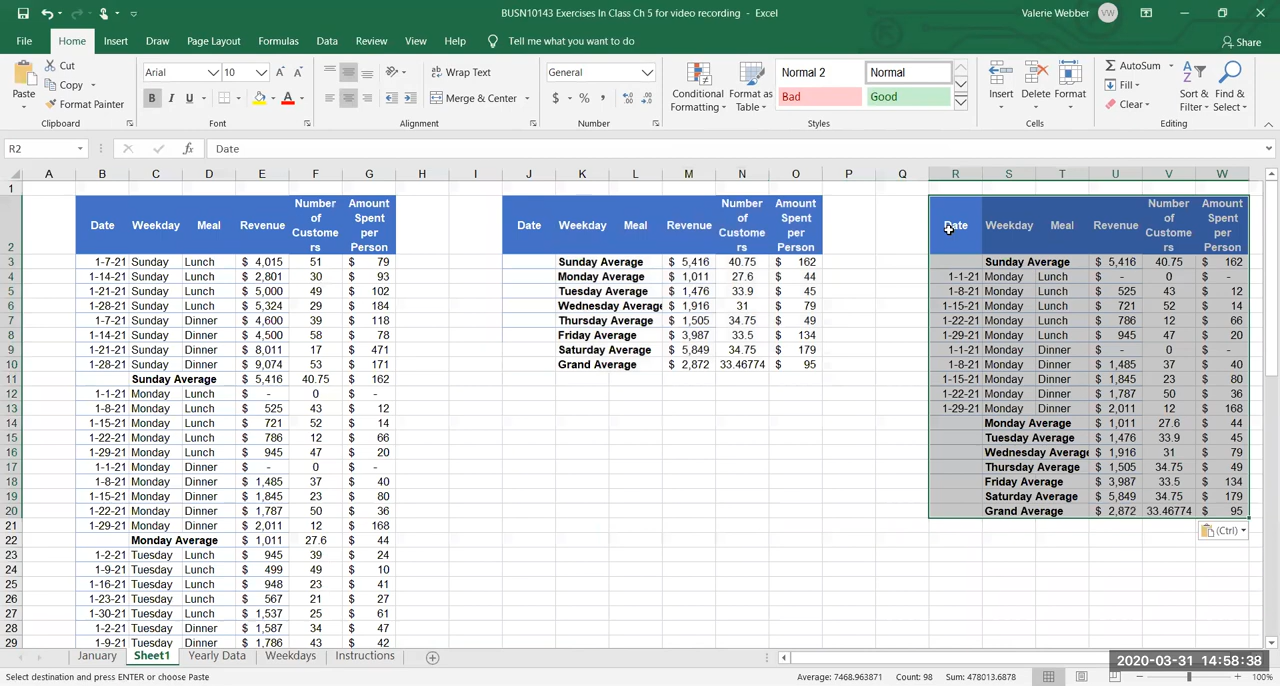 BUSN10143 Exercises In Class Ch 5 for video recording - Excel
Valerie Webber VW
File Home Insert Draw Page Layout Formulas Data Review View Help Tell me what you want to do Share
Paste Cut Copy Format Painter Clipboard
Arial 10 B I U Font
Wrap Text Merge & Center Alignment
General $ % , Number
Conditional Formatting Format as Table Normal 2 Normal Bad Good Styles
Insert Delete Format Cells
AutoSum Fill Clear Sort & Filter Find & Select Editing
R2 fx Date
A B C D E F G H I J K L M N O P Q R S T U V W
1
2 Date Weekday Meal Revenue Number of Customers Amount Spent per Person Date Weekday Meal Revenue Number of Customers Amount Spent per Person Date Weekday Meal Revenue Number of Customers Amount Spent per Person
3 1-7-21 Sunday Lunch $ 4,015 51 $ 79 Sunday Average $ 5,416 40.75 $ 162 Sunday Average $ 5,416 40.75 $ 162
4 1-14-21 Sunday Lunch $ 2,801 30 $ 93 Monday Average $ 1,011 27.6 $ 44 1-1-21 Monday Lunch $ - 0 $ -
5 1-21-21 Sunday Lunch $ 5,000 49 $ 102 Tuesday Average $ 1,476 33.9 $ 45 1-8-21 Monday Lunch $ 525 43 $ 12
6 1-28-21 Sunday Lunch $ 5,324 29 $ 184 Wednesday Average $ 1,916 31 $ 79 1-15-21 Monday Lunch $ 721 52 $ 14
7 1-7-21 Sunday Dinner $ 4,600 39 $ 118 Thursday Average $ 1,505 34.75 $ 49 1-22-21 Monday Lunch $ 786 12 $ 66
8 1-14-21 Sunday Dinner $ 4,500 58 $ 78 Friday Average $ 3,987 33.5 $ 134 1-29-21 Monday Lunch $ 945 47 $ 20
9 1-21-21 Sunday Dinner $ 8,011 17 $ 471 Saturday Average $ 5,849 34.75 $ 179 1-1-21 Monday Dinner $ - 0 $ -
10 1-28-21 Sunday Dinner $ 9,074 53 $ 171 Grand Average $ 2,872 33.46774 $ 95 1-8-21 Monday Dinner $ 1,485 37 $ 40
11 Sunday Average $ 5,416 40.75 $ 162 1-15-21 Monday Dinner $ 1,845 23 $ 80
12 1-1-21 Monday Lunch $ - 0 $ - 1-22-21 Monday Dinner $ 1,787 50 $ 36
13 1-8-21 Monday Lunch $ 525 43 $ 12 1-29-21 Monday Dinner $ 2,011 12 $ 168
14 1-15-21 Monday Lunch $ 721 52 $ 14 Monday Average $ 1,011 27.6 $ 44
15 1-22-21 Monday Lunch $ 786 12 $ 66 Tuesday Average $ 1,476 33.9 $ 45
16 1-29-21 Monday Lunch $ 945 47 $ 20 Wednesday Average $ 1,916 31 $ 79
17 1-1-21 Monday Dinner $ - 0 $ - Thursday Average $ 1,505 34.75 $ 49
18 1-8-21 Monday Dinner $ 1,485 37 $ 40 Friday Average $ 3,987 33.5 $ 134
19 1-15-21 Monday Dinner $ 1,845 23 $ 80 Saturday Average $ 5,849 34.75 $ 179
20 1-22-21 Monday Dinner $ 1,787 50 $ 36 Grand Average $ 2,872 33.46774 $ 95
21 1-29-21 Monday Dinner $ 2,011 12 $ 168 (Ctrl)
22 Monday Average $ 1,011 27.6 $ 44
23 1-2-21 Tuesday Lunch $ 945 39 $ 24
24 1-9-21 Tuesday Lunch $ 499 49 $ 10
25 1-16-21 Tuesday Lunch $ 948 23 $ 41
26 1-23-21 Tuesday Lunch $ 567 21 $ 27
27 1-30-21 Tuesday Lunch $ 1,537 25 $ 61
28 1-2-21 Tuesday Dinner $ 1,587 34 $ 47
29 1-9-21 Tuesday Dinner $ 1,786 43 $ 42
January Sheet1 Yearly Data Weekdays Instructions
2020-03-31 14:58:38
Select destination and press ENTER or choose Paste Average: 7468.963871 Count: 98 Sum: 478013.6878 100%